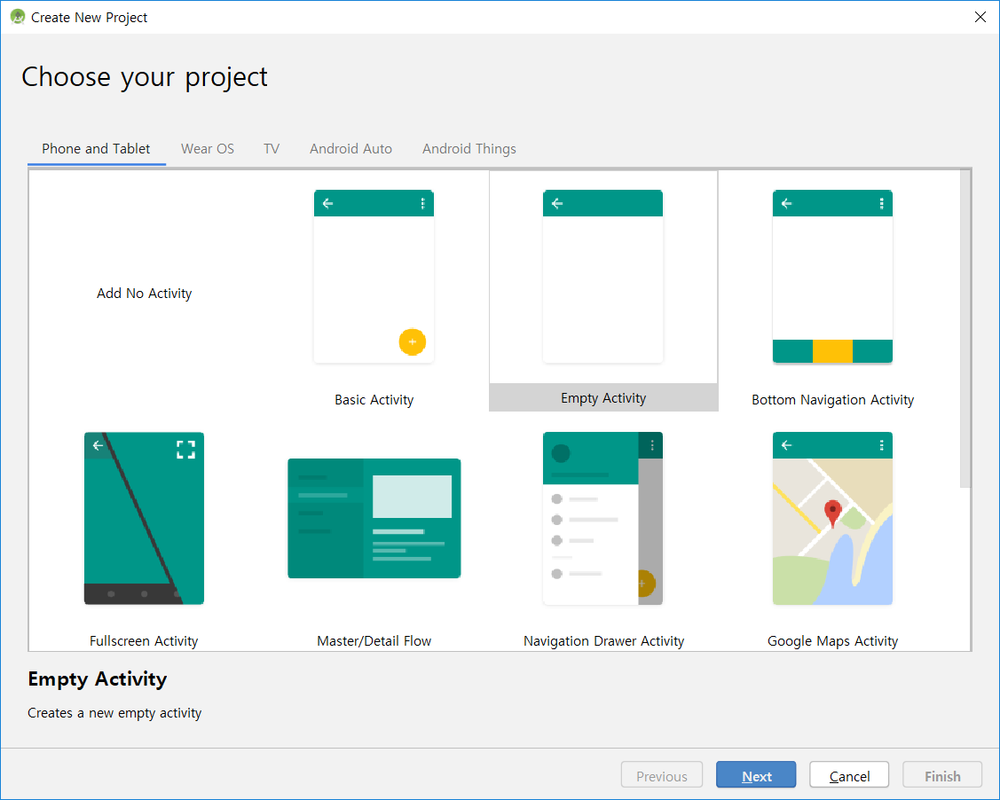 Create New Project
Choose your project
Phone and Tablet
Wear OS
TV
Android Auto
Android Things
Add No Activity
Basic Activity
Empty Activity
Bottom Navigation Activity
Fullscreen Activity
Master/Detail Flow
Navigation Drawer Activity
Google Maps Activity
Empty Activity
Creates a new empty activity
Previous
Next
Cancel
Finish